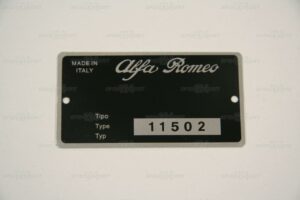 MADE IN
ITALY
Alfa Romeo
Tipo
Type
Typ
11502